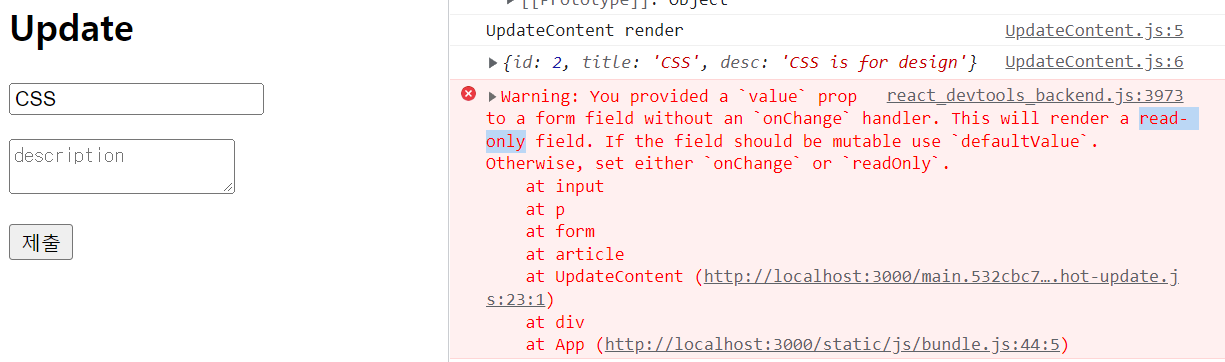 Update
CSS
description
제출
[[Prototype]]: Object
UpdateContent render UpdateContent.js:5
▶{id: 2, title: 'CSS', desc: 'CSS is for design'} UpdateContent.js:6
▶Warning: You provided a `value` prop react_devtools_backend.js:3973
to a form field without an `onChange` handler. This will render a read-
only field. If the field should be mutable use `defaultValue`.
Otherwise, set either `onChange` or `readOnly`.
at input
at p
at form
at article
at UpdateContent (http://localhost:3000/main.532cbc7….hot-update.j
s:23:1)
at div
at App (http://localhost:3000/static/js/bundle.js:44:5)